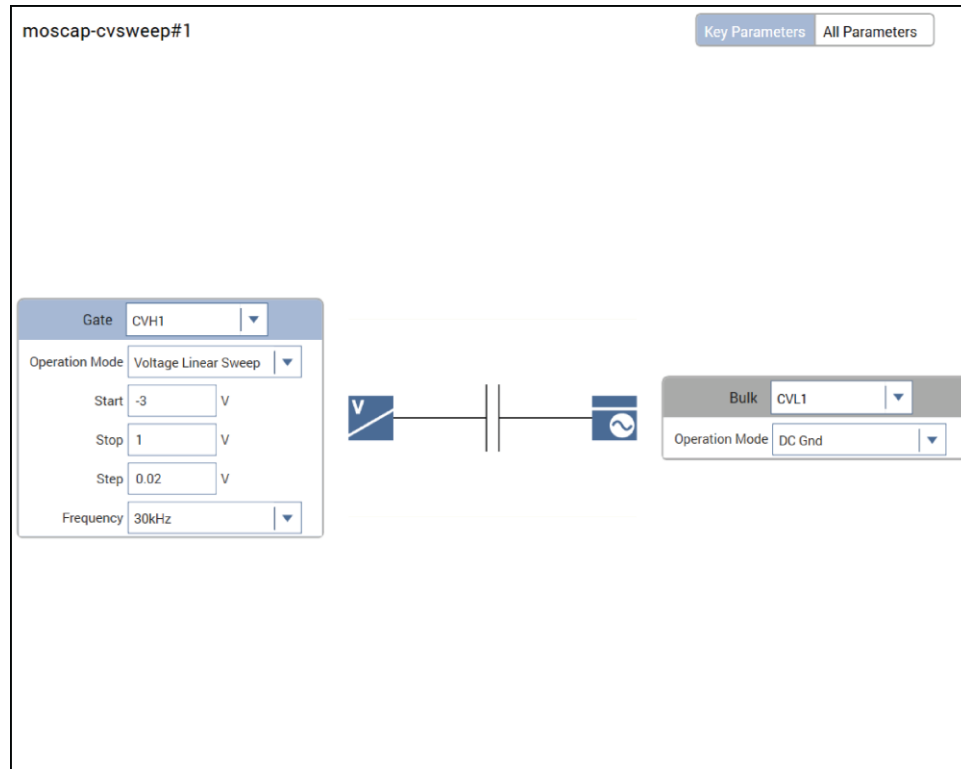 moscap-cvsweep#1
Key Parameters All Parameters
Gate CVH1
Operation Mode Voltage Linear Sweep
Start -3 V
Stop 1 V
Step 0.02 V
Frequency 30kHz
V
Bulk CVL1
Operation Mode DC Gnd